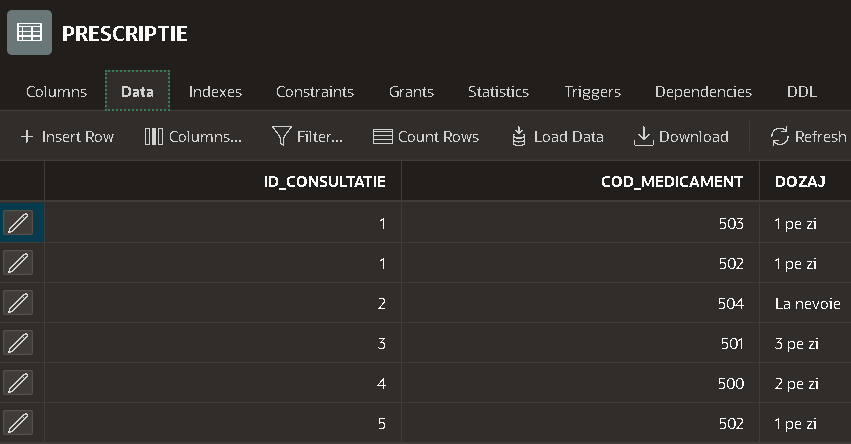 PRESCRIPTIE
Columns Data Indexes Constraints Grants Statistics Triggers Dependencies DDL
Insert Row Columns... Filter... Count Rows Load Data Download Refresh
ID_CONSULTATIE COD_MEDICAMENT DOZAJ
1 503 1 pe zi
1 502 1 pe zi
2 504 La nevoie
3 501 3 pe zi
4 500 2 pe zi
5 502 1 pe zi